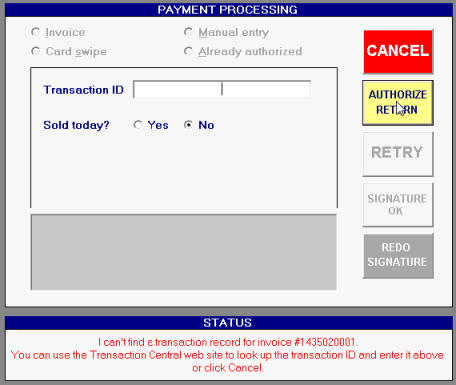 PAYMENT PROCESSING
Invoice
Manual entry
Card swipe
Already authorized
CANCEL
Transaction ID
AUTHORIZE
RETURN
Sold today?
Yes
No
RETRY
SIGNATURE
OK
REDO
SIGNATURE
STATUS
I can't find a transaction record for invoice #1435020001.
You can use the Transaction Central web site to look up the transaction ID and enter it above
or click Cancel.